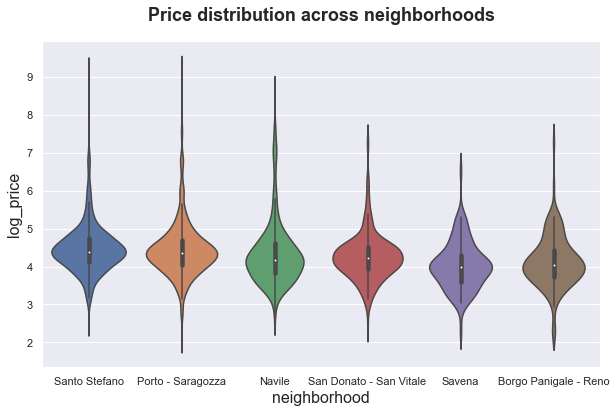 Price distribution across neighborhoods
log_price
9
8
7
6
5
4
3
2
Santo Stefano
Porto - Saragozza
Navile
San Donato - San Vitale
Savena
Borgo Panigale - Reno
neighborhood